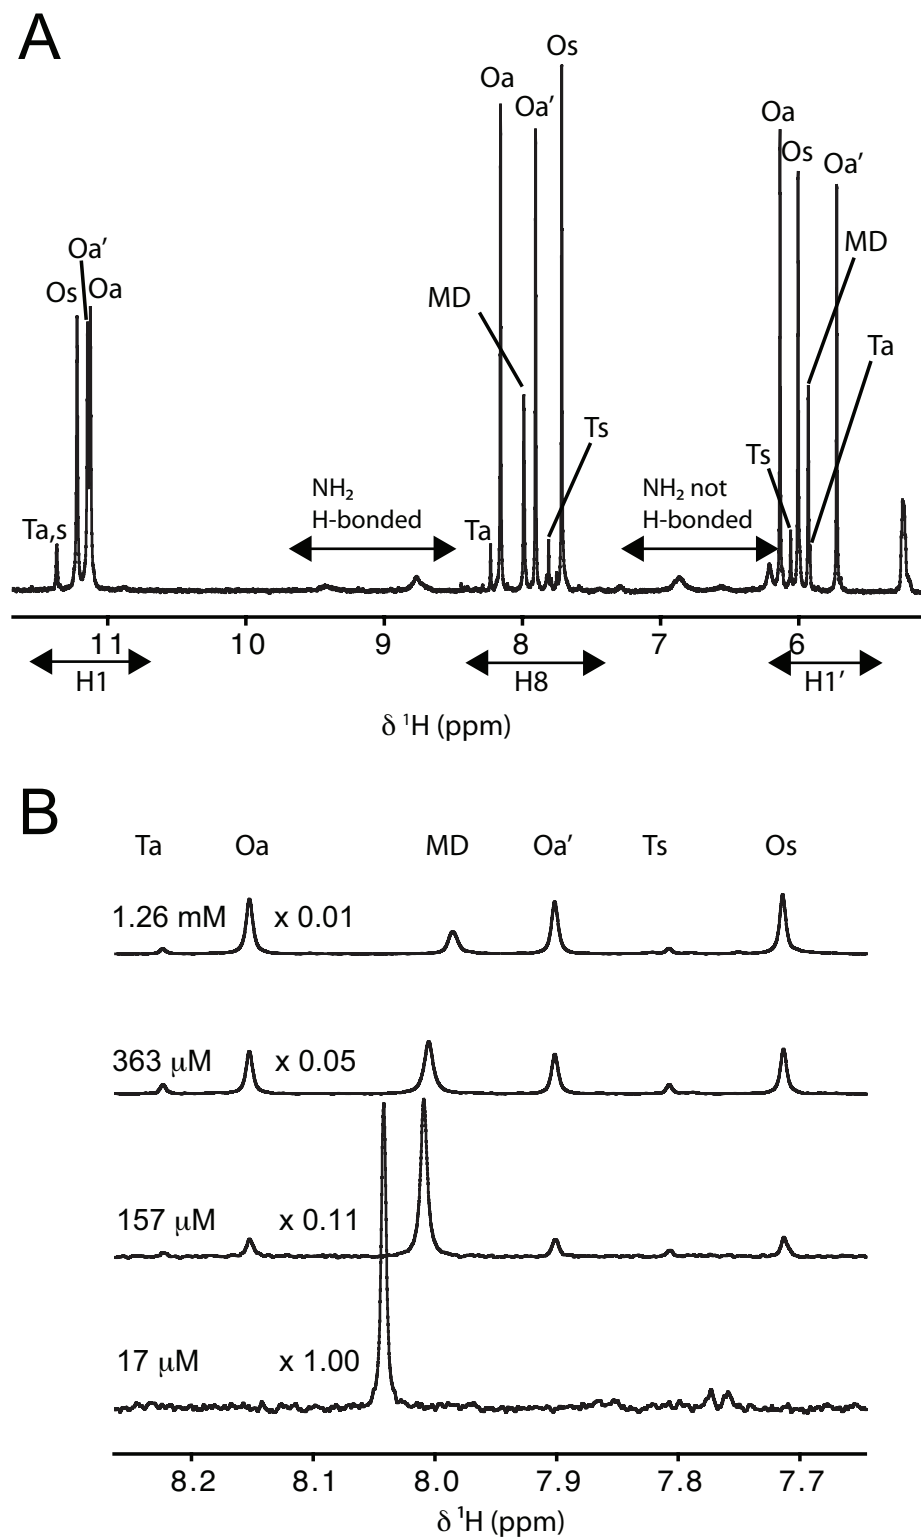 A
Os
Oa
Oa′
Oa
Os
Oa′
Oa′
Os
Oa
MD
MD
Ta
Ts
Ts
NH₂
H-bonded
NH₂ not
H-bonded
Ta,s
Ta
11 10 9 8 7 6
H1 H8 H1′
δ ¹H (ppm)
B
Ta Oa MD Oa′ Ts Os
1.26 mM x 0.01
363 μM x 0.05
157 μM x 0.11
17 μM x 1.00
8.2 8.1 8.0 7.9 7.8 7.7
δ ¹H (ppm)